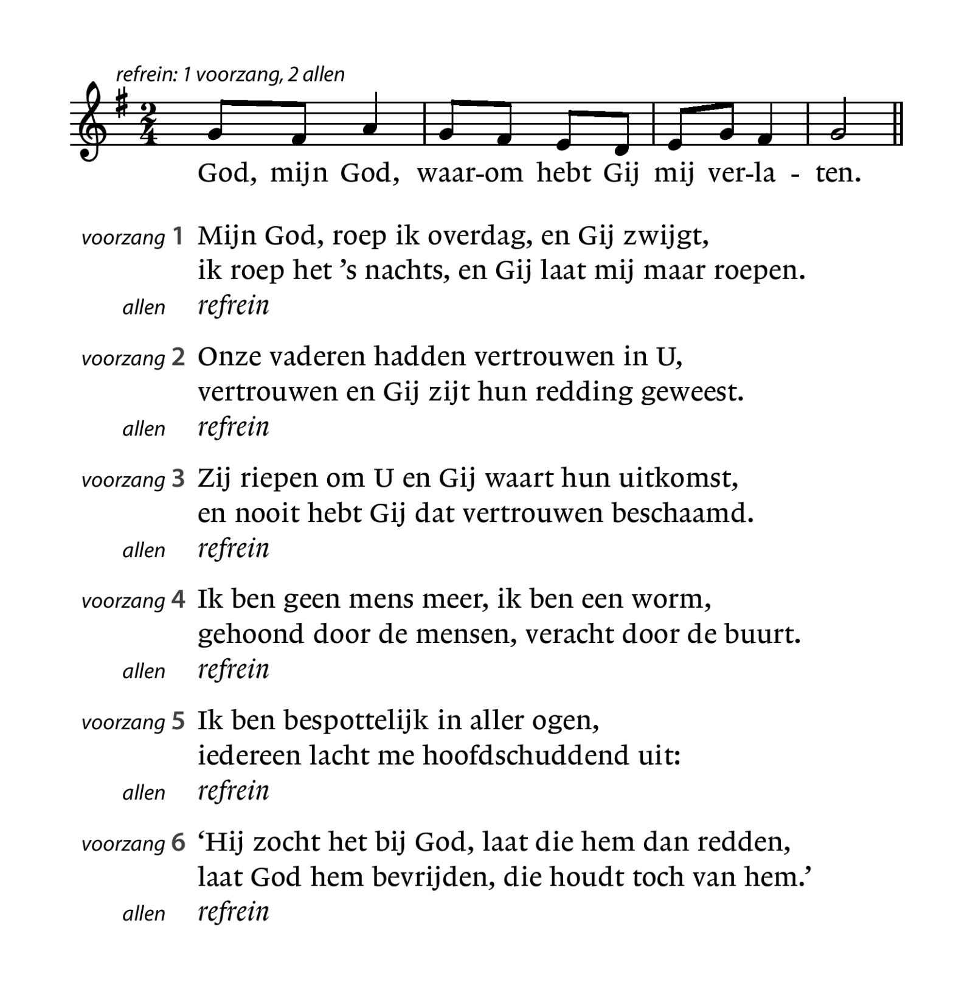 refrein: 1 voorzang, 2 allen
2
4
God, mijn God, waar-om hebt Gij mij ver-la - ten.
voorzang 1 Mijn God, roep ik overdag, en Gij zwijgt,
ik roep het ’s nachts, en Gij laat mij maar roepen.
allen refrein
voorzang 2 Onze vaderen hadden vertrouwen in U,
vertrouwen en Gij zijt hun redding geweest.
allen refrein
voorzang 3 Zij riepen om U en Gij waart hun uitkomst,
en nooit hebt Gij dat vertrouwen beschaamd.
allen refrein
voorzang 4 Ik ben geen mens meer, ik ben een worm,
gehoond door de mensen, veracht door de buurt.
allen refrein
voorzang 5 Ik ben bespottelijk in aller ogen,
iedereen lacht me hoofdschuddend uit:
allen refrein
voorzang 6 ‘Hij zocht het bij God, laat die hem dan redden,
laat God hem bevrijden, die houdt toch van hem.’
allen refrein